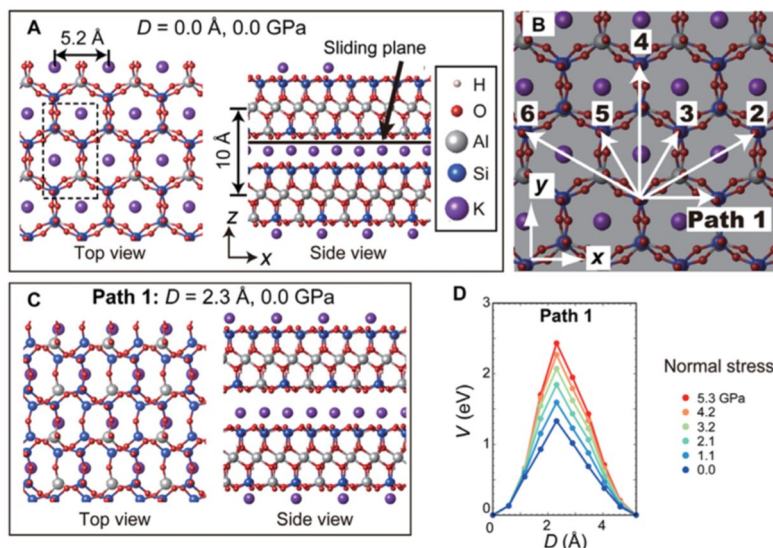 A
D = 0.0 Å, 0.0 GPa
5.2 Å
Sliding plane
10 Å
z
x
Top view
Side view
H
O
Al
Si
K
B
4
6
5
3
2
Path 1
y
x
C
Path 1: D = 2.3 Å, 0.0 GPa
Top view
Side view
D
Path 1
3
2
1
0
V (eV)
0
2
4
D (Å)
Normal stress
5.3 GPa
4.2
3.2
2.1
1.1
0.0